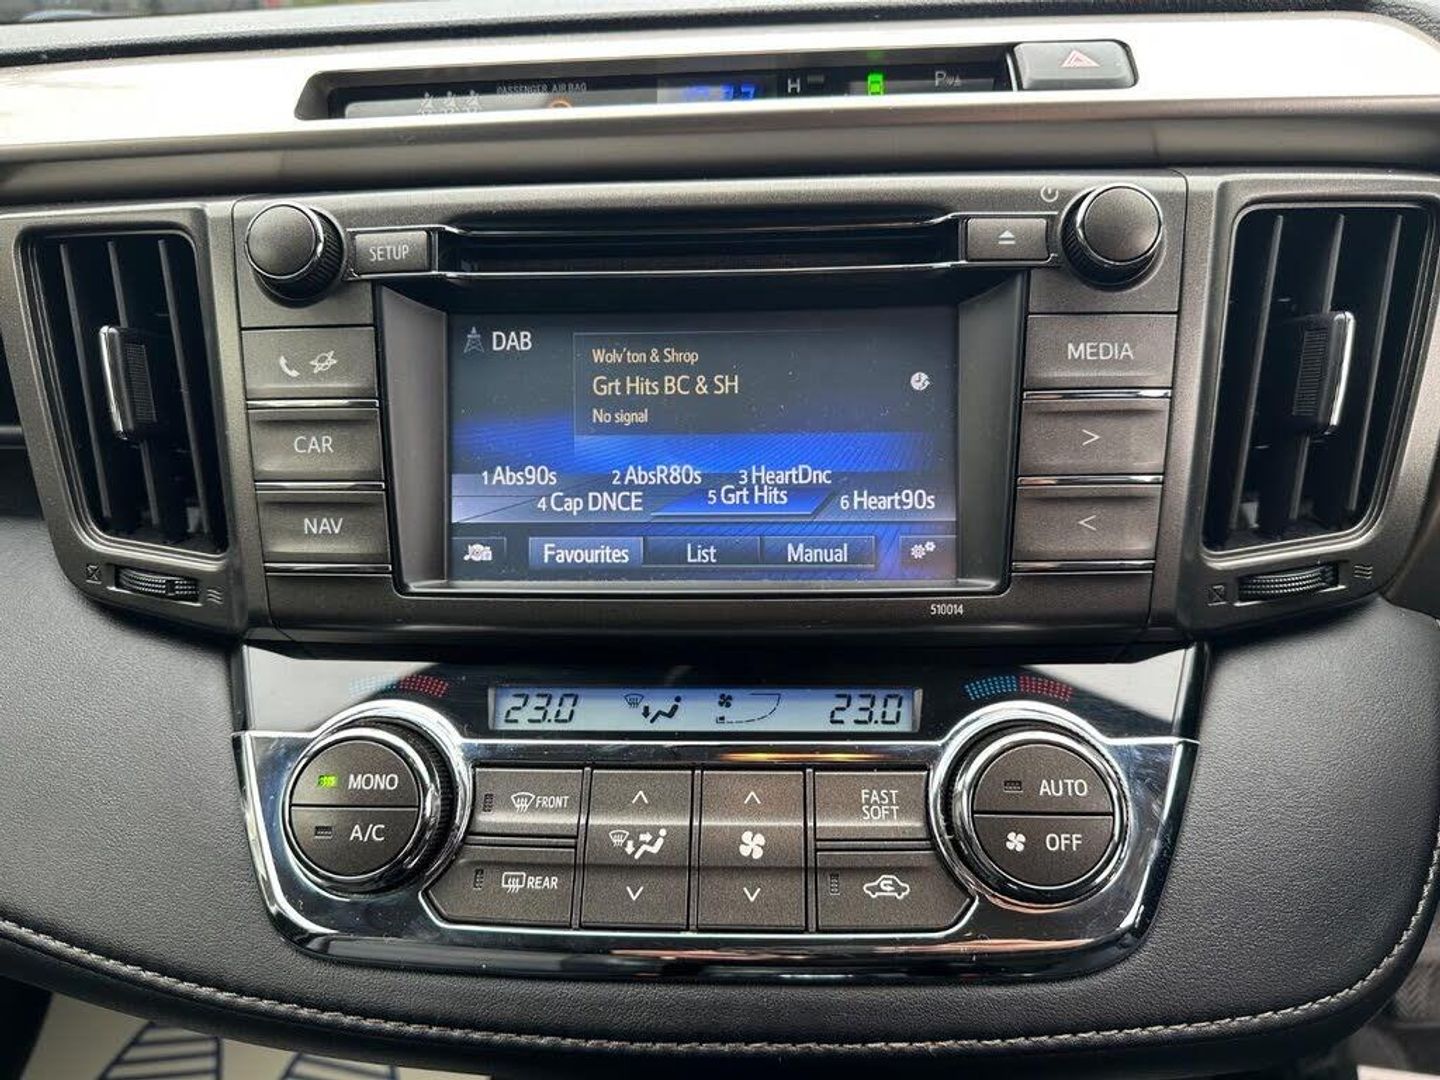 PASSENGER AIRBAG
H
P
SETUP
DAB
Wolv'ton & Shrop
Grt Hits BC & SH
No signal
MEDIA
>
CAR
1 Abs90s 2 AbsR80s 3 HeartDnc
4 Cap DNCE 5 Grt Hits 6 Heart90s
NAV
<
Favourites List Manual
510014
23.0 23.0
MONO
A/C
FRONT
REAR
FAST
SOFT
AUTO
OFF